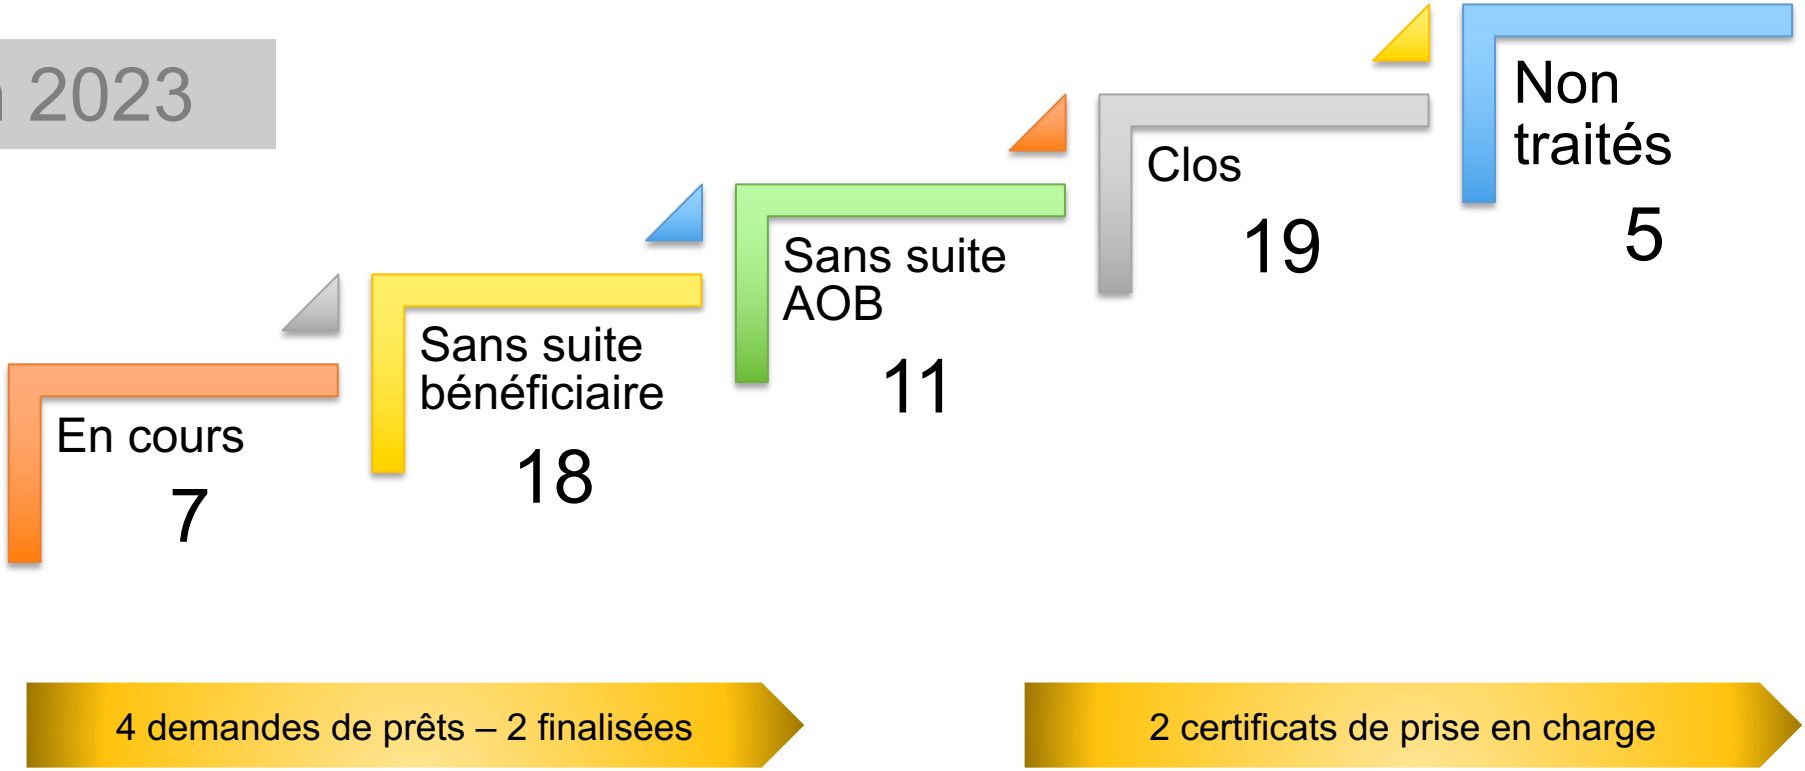 2023
En cours
7
Sans suite
bénéficiaire
18
Sans suite
AOB
11
Clos
19
Non
traités
5
4 demandes de prêts – 2 finalisées
2 certificats de prise en charge